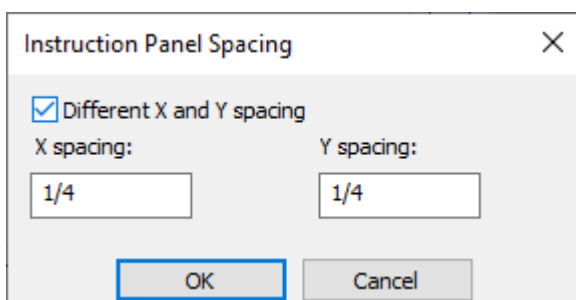 Instruction Panel Spacing
Different X and Y spacing
X spacing: Y spacing:
1/4 1/4
OK Cancel